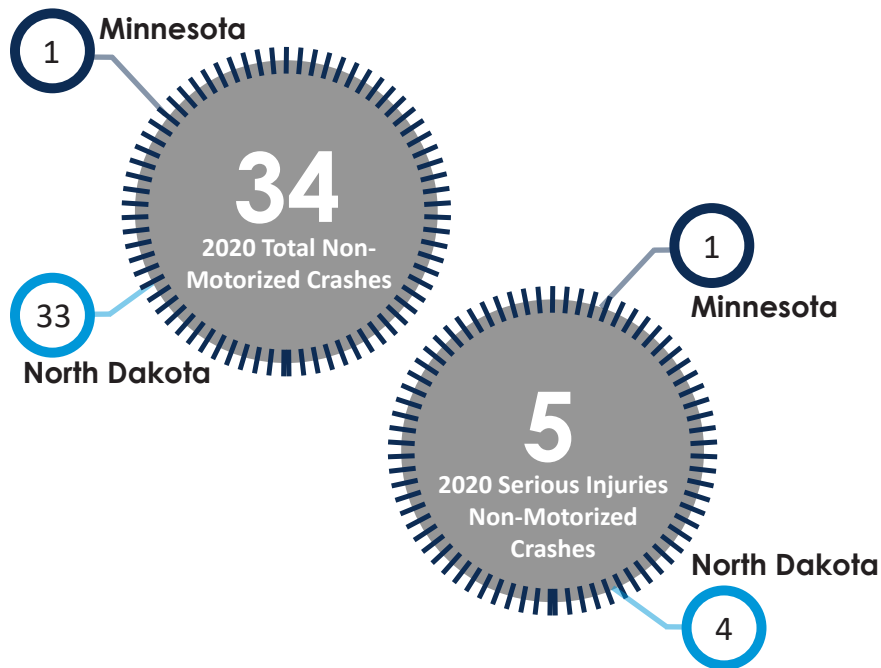 Minnesota
1
34
2020 Total Non-
Motorized Crashes
33
North Dakota
1
Minnesota
5
2020 Serious Injuries
Non-Motorized
Crashes
North Dakota
4